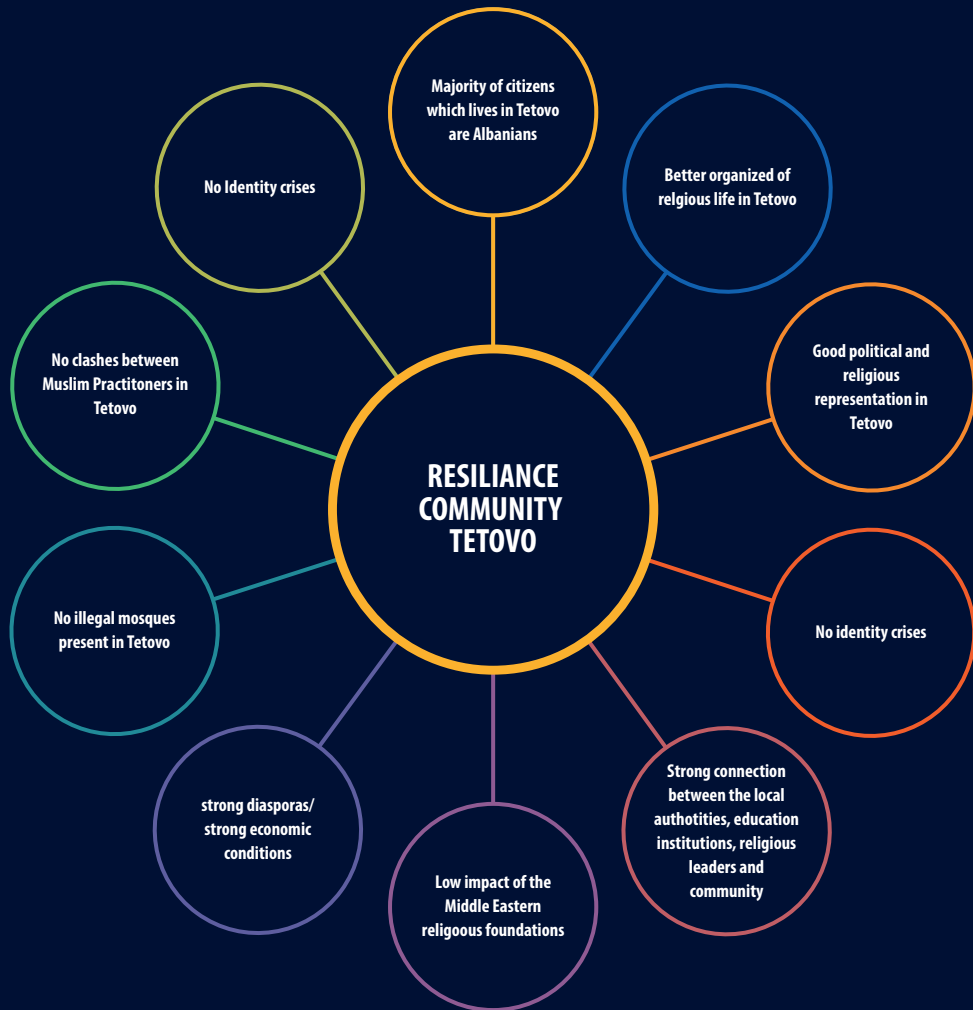 Majority of citizens
which lives in Tetovo
are Albanians
No Identity crises
Better organized of
relgious life in Tetovo
No clashes between
Muslim Practitoners in
Tetovo
Good political and
religious
representation in
Tetovo
RESILIANCE
COMMUNITY
TETOVO
No illegal mosques
present in Tetovo
No identity crises
strong diasporas/
strong economic
conditions
Strong connection
between the local
authotities, education
institutions, religious
leaders and
community
Low impact of the
Middle Eastern
religoous foundations